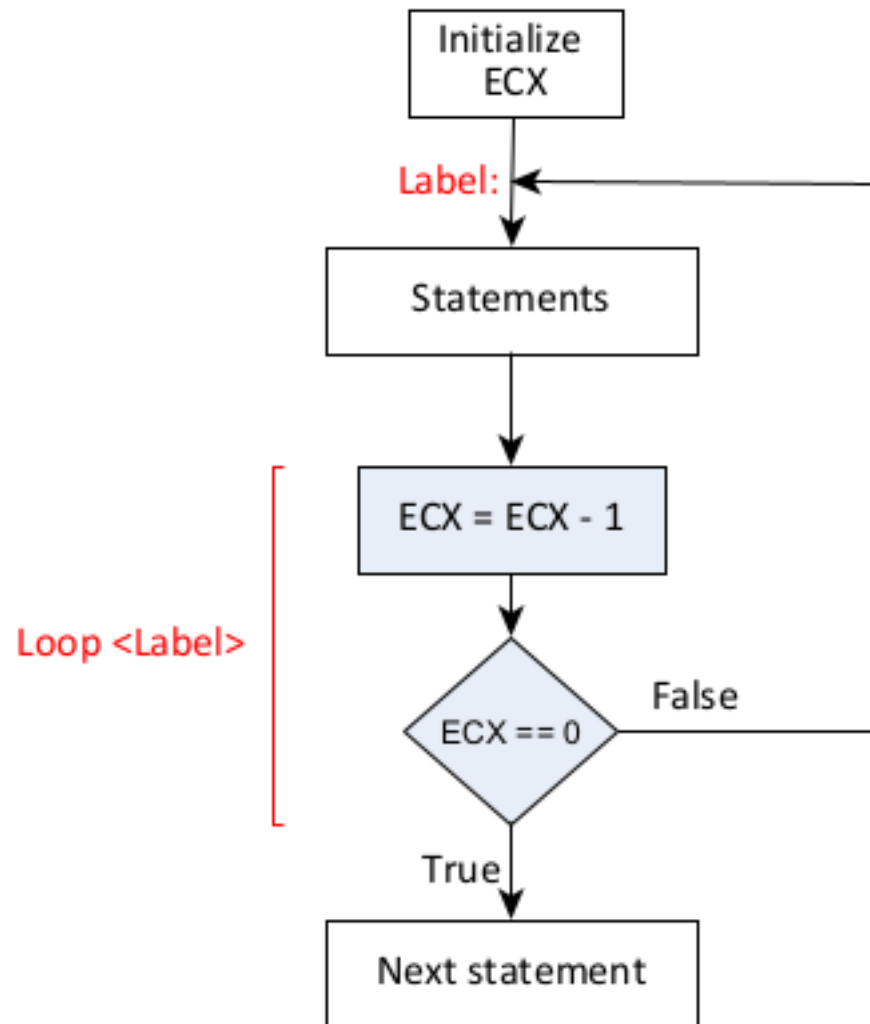 Initialize
ECX
Label:
Statements
ECX = ECX - 1
Loop <Label>
False
ECX == 0
True
Next statement